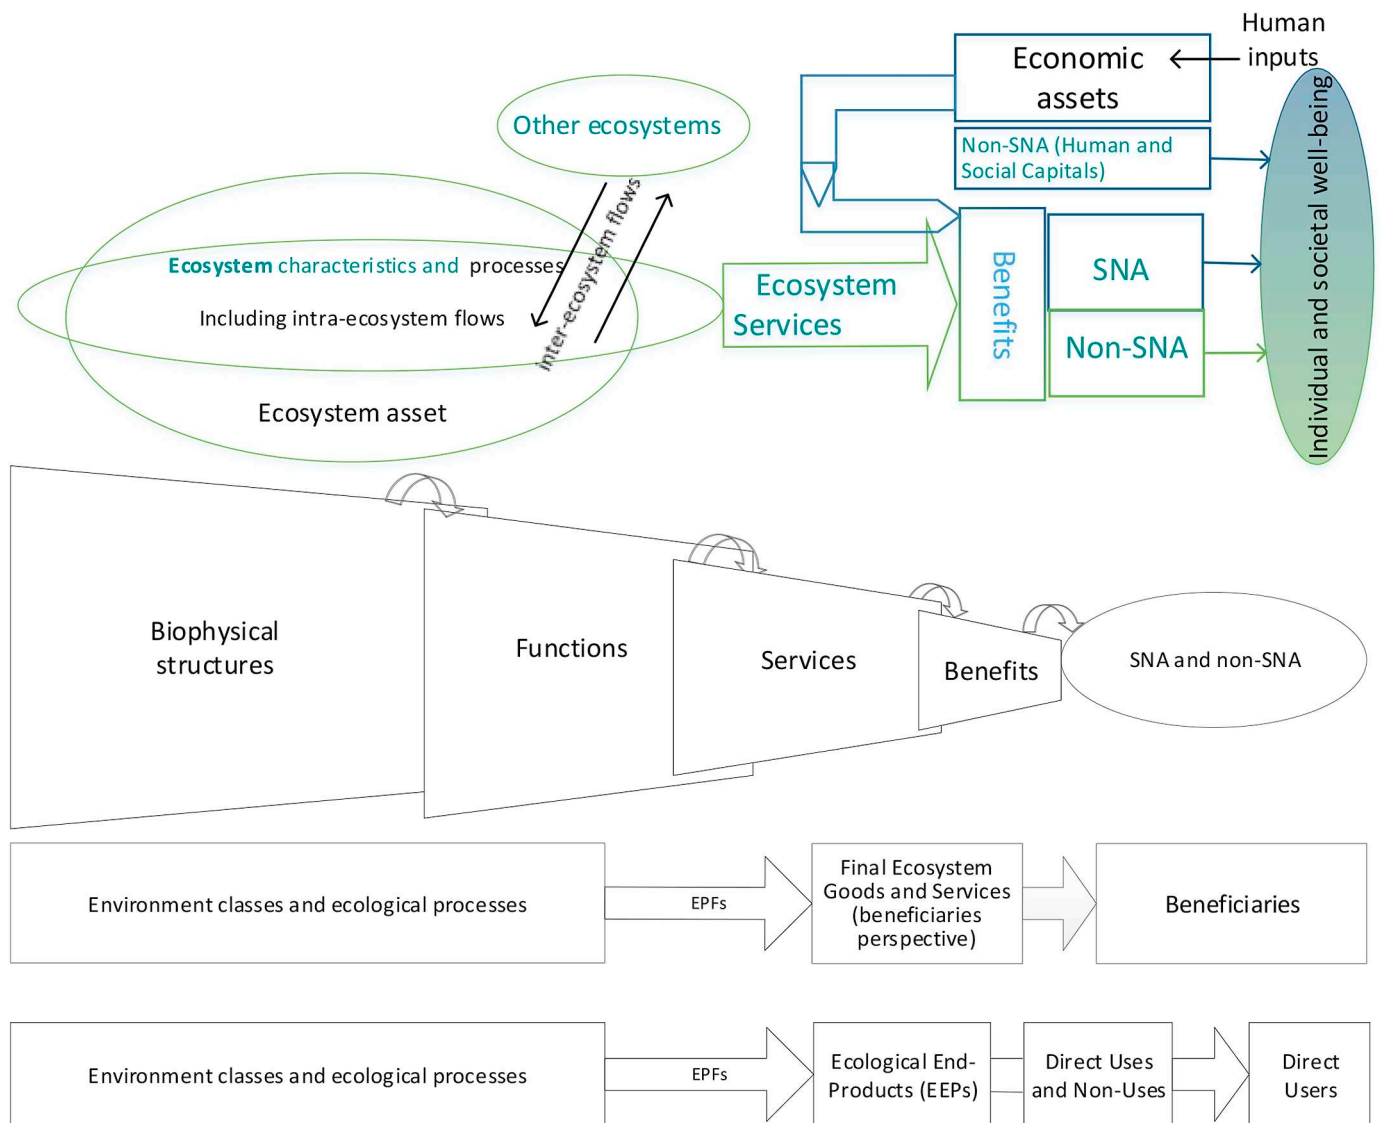 Human
inputs
Economic
assets
Other ecosystems
Non-SNA (Human and
Social Capitals)
Individual and societal well-being
inter-ecosystem flows
Ecosystem characteristics and processes
Including intra-ecosystem flows
Ecosystem asset
Ecosystem
Services
Benefits
SNA
Non-SNA
Biophysical
structures
Functions
Services
Benefits
SNA and non-SNA
Environment classes and ecological processes
EPFs
Final Ecosystem
Goods and Services
(beneficiaries
perspective)
Beneficiaries
Environment classes and ecological processes
EPFs
Ecological End-
Products (EEPs)
Direct Uses
and Non-Uses
Direct
Users